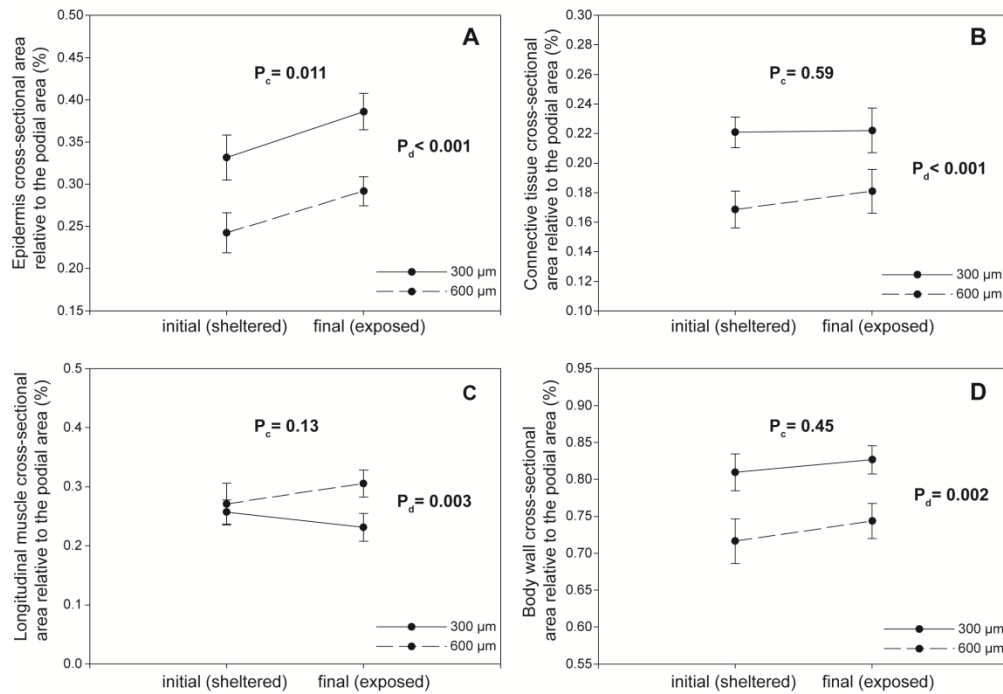 A
Epidermis cross-sectional area
relative to the podial area (%)
0.50
0.45
0.40
0.35
0.30
0.25
0.20
0.15
P_c= 0.011
P_d< 0.001
300 µm
600 µm
initial (sheltered) final (exposed)
B
Connective tissue cross-sectional
area relative to the podial area (%)
0.30
0.28
0.26
0.24
0.22
0.20
0.18
0.16
0.14
0.12
0.10
P_c= 0.59
P_d< 0.001
300 µm
600 µm
initial (sheltered) final (exposed)
C
Longitudinal muscle cross-sectional
area relative to the podial area (%)
0.5
0.4
0.3
0.2
0.1
0.0
P_c= 0.13
P_d= 0.003
300 µm
600 µm
initial (sheltered) final (exposed)
D
Body wall cross-sectional
area relative to the podial area (%)
0.95
0.90
0.85
0.80
0.75
0.70
0.65
0.60
0.55
P_c= 0.45
P_d= 0.002
300 µm
600 µm
initial (sheltered) final (exposed)